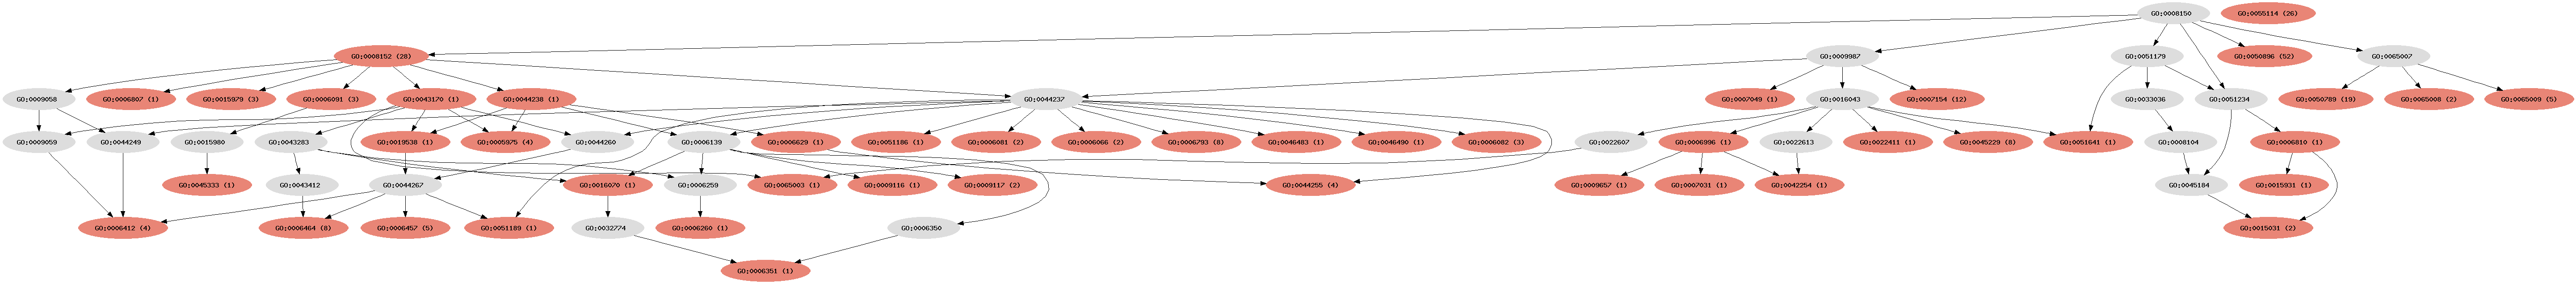 GO:0008150
GO:0055114 (26)
GO:0008152 (28)
GO:0009987
GO:0051179
GO:0050896 (52)
GO:0065007
GO:0009058
GO:0006807 (1)
GO:0015979 (3)
GO:0006091 (3)
GO:0043170 (1)
GO:0044238 (1)
GO:0044237
GO:0007049 (1)
GO:0016043
GO:0007154 (12)
GO:0033036
GO:0051234
GO:0050789 (19)
GO:0065008 (2)
GO:0065009 (5)
GO:0009059
GO:0044249
GO:0015980
GO:0043283
GO:0019538 (1)
GO:0005975 (4)
GO:0044260
GO:0006139
GO:0006629 (1)
GO:0051186 (1)
GO:0006081 (2)
GO:0006066 (2)
GO:0006793 (8)
GO:0046483 (1)
GO:0046490 (1)
GO:0006082 (3)
GO:0022607
GO:0006996 (1)
GO:0022613
GO:0022411 (1)
GO:0045229 (8)
GO:0051641 (1)
GO:0008104
GO:0006810 (1)
GO:0045333 (1)
GO:0043412
GO:0044267
GO:0016070 (1)
GO:0006259
GO:0065003 (1)
GO:0009116 (1)
GO:0009117 (2)
GO:0044255 (4)
GO:0009657 (1)
GO:0007031 (1)
GO:0042254 (1)
GO:0045184
GO:0015931 (1)
GO:0006412 (4)
GO:0006464 (8)
GO:0006457 (5)
GO:0051189 (1)
GO:0032774
GO:0006260 (1)
GO:0006350
GO:0015031 (2)
GO:0006351 (1)